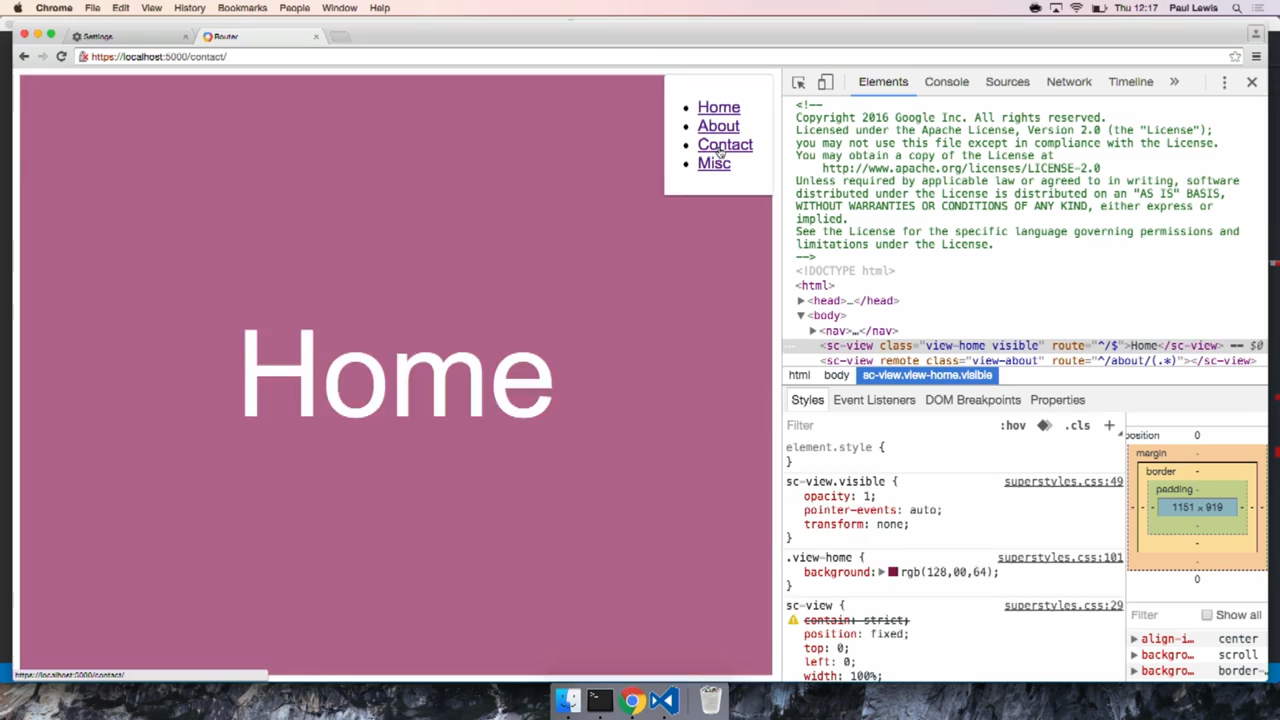 Chrome File Edit View History Bookmarks People Window Help Thu 12:17 Paul Lewis
Settings Router
https://localhost:5000/contact/
Home
About
Contact
Misc
Home
https://localhost:5000/contact/
Elements Console Sources Network Timeline »
<!--
Copyright 2016 Google Inc. All rights reserved.
Licensed under the Apache License, Version 2.0 (the "License");
you may not use this file except in compliance with the License.
You may obtain a copy of the License at
http://www.apache.org/licenses/LICENSE-2.0
Unless required by applicable law or agreed to in writing, software
distributed under the License is distributed on an "AS IS" BASIS,
WITHOUT WARRANTIES OR CONDITIONS OF ANY KIND, either express or
implied.
See the License for the specific language governing permissions and
limitations under the License.
-->
<!DOCTYPE html>
<html>
<head>…</head>
<body>
<nav>…</nav>
<sc-view class="view-home visible" route="^/$">Home</sc-view> == $0
<sc-view remote class="view-about" route="^/about/(.*)"></sc-view>
html body sc-view.view-home.visible
Styles Event Listeners DOM Breakpoints Properties
Filter :hov .cls +
element.style {
}
sc-view.visible { superstyles.css:49
opacity: 1;
pointer-events: auto;
transform: none;
}
.view-home { superstyles.css:101
background: rgb(128,00,64);
}
sc-view { superstyles.css:29
contain: strict;
position: fixed;
top: 0;
left: 0;
width: 100%;
position 0
margin -
border -
padding -
- - - 1151 × 919 - - -
-
-
-
0
Filter Show all
align-i… center
backgro… scroll
backgro… border-…